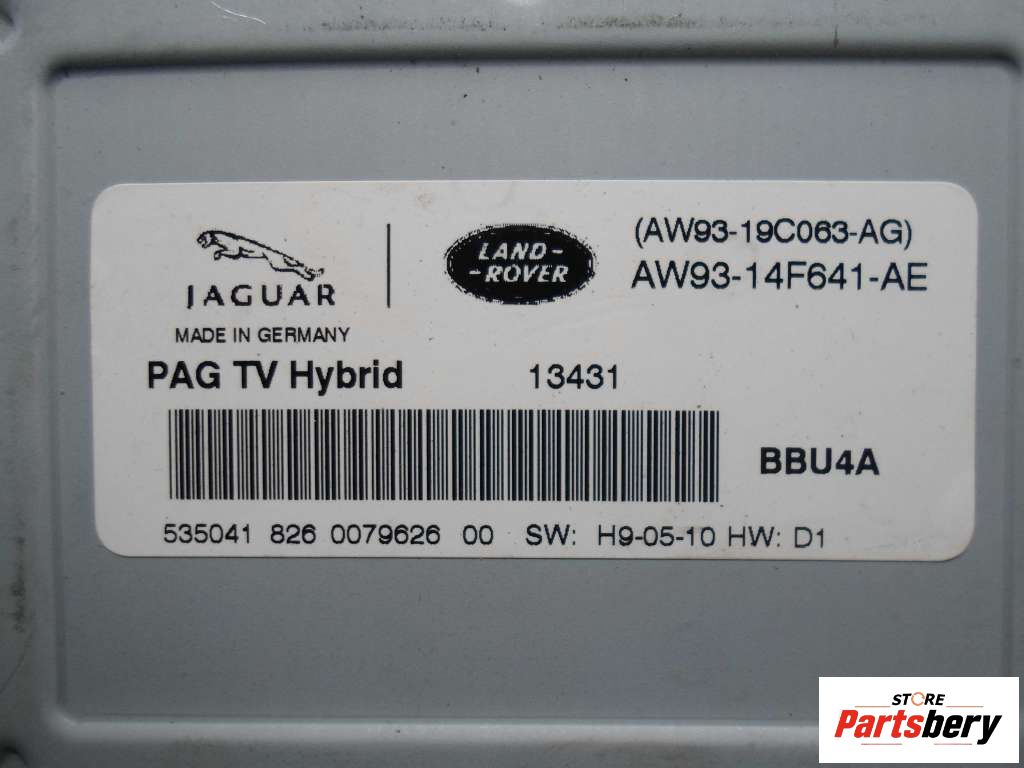 JAGUAR
LAND-
-ROVER
(AW93-19C063-AG)
AW93-14F641-AE
MADE IN GERMANY
PAG TV Hybrid 13431
BBU4A
535041 826 0079626 00 SW: H9-05-10 HW: D1
STORE
Partsbery